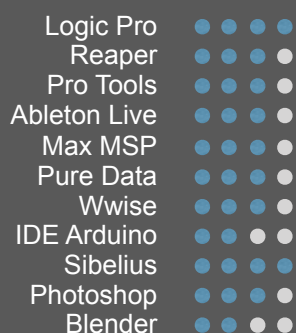 Logic Pro
Reaper
Pro Tools
Ableton Live
Max MSP
Pure Data
Wwise
IDE Arduino
Sibelius
Photoshop
Blender